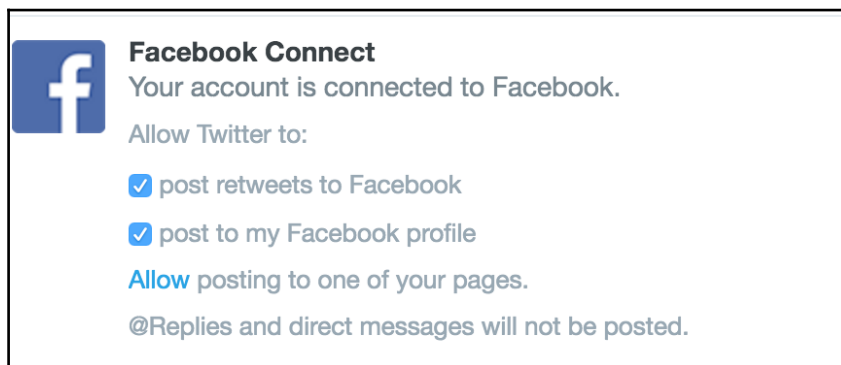 Facebook Connect
Your account is connected to Facebook.
Allow Twitter to:
post retweets to Facebook
post to my Facebook profile
Allow posting to one of your pages.
@Replies and direct messages will not be posted.